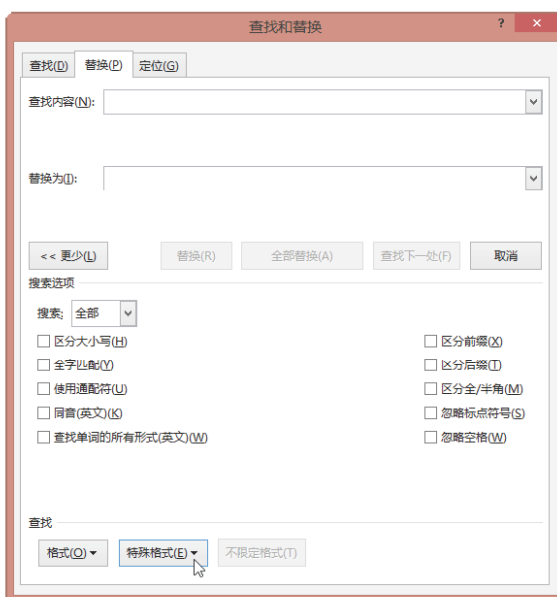 查找和替换 ? ×
查找(D) 替换(P) 定位(G)
查找内容(N):
替换为(I):
<< 更少(L) 替换(R) 全部替换(A) 查找下一处(F) 取消
搜索选项
搜索: 全部
区分大小写(H) 区分前缀(X)
全字匹配(Y) 区分后缀(T)
使用通配符(U) 区分全/半角(M)
同音(英文)(K) 忽略标点符号(S)
查找单词的所有形式(英文)(W) 忽略空格(W)
查找
格式(O) 特殊格式(E) 不限定格式(T)